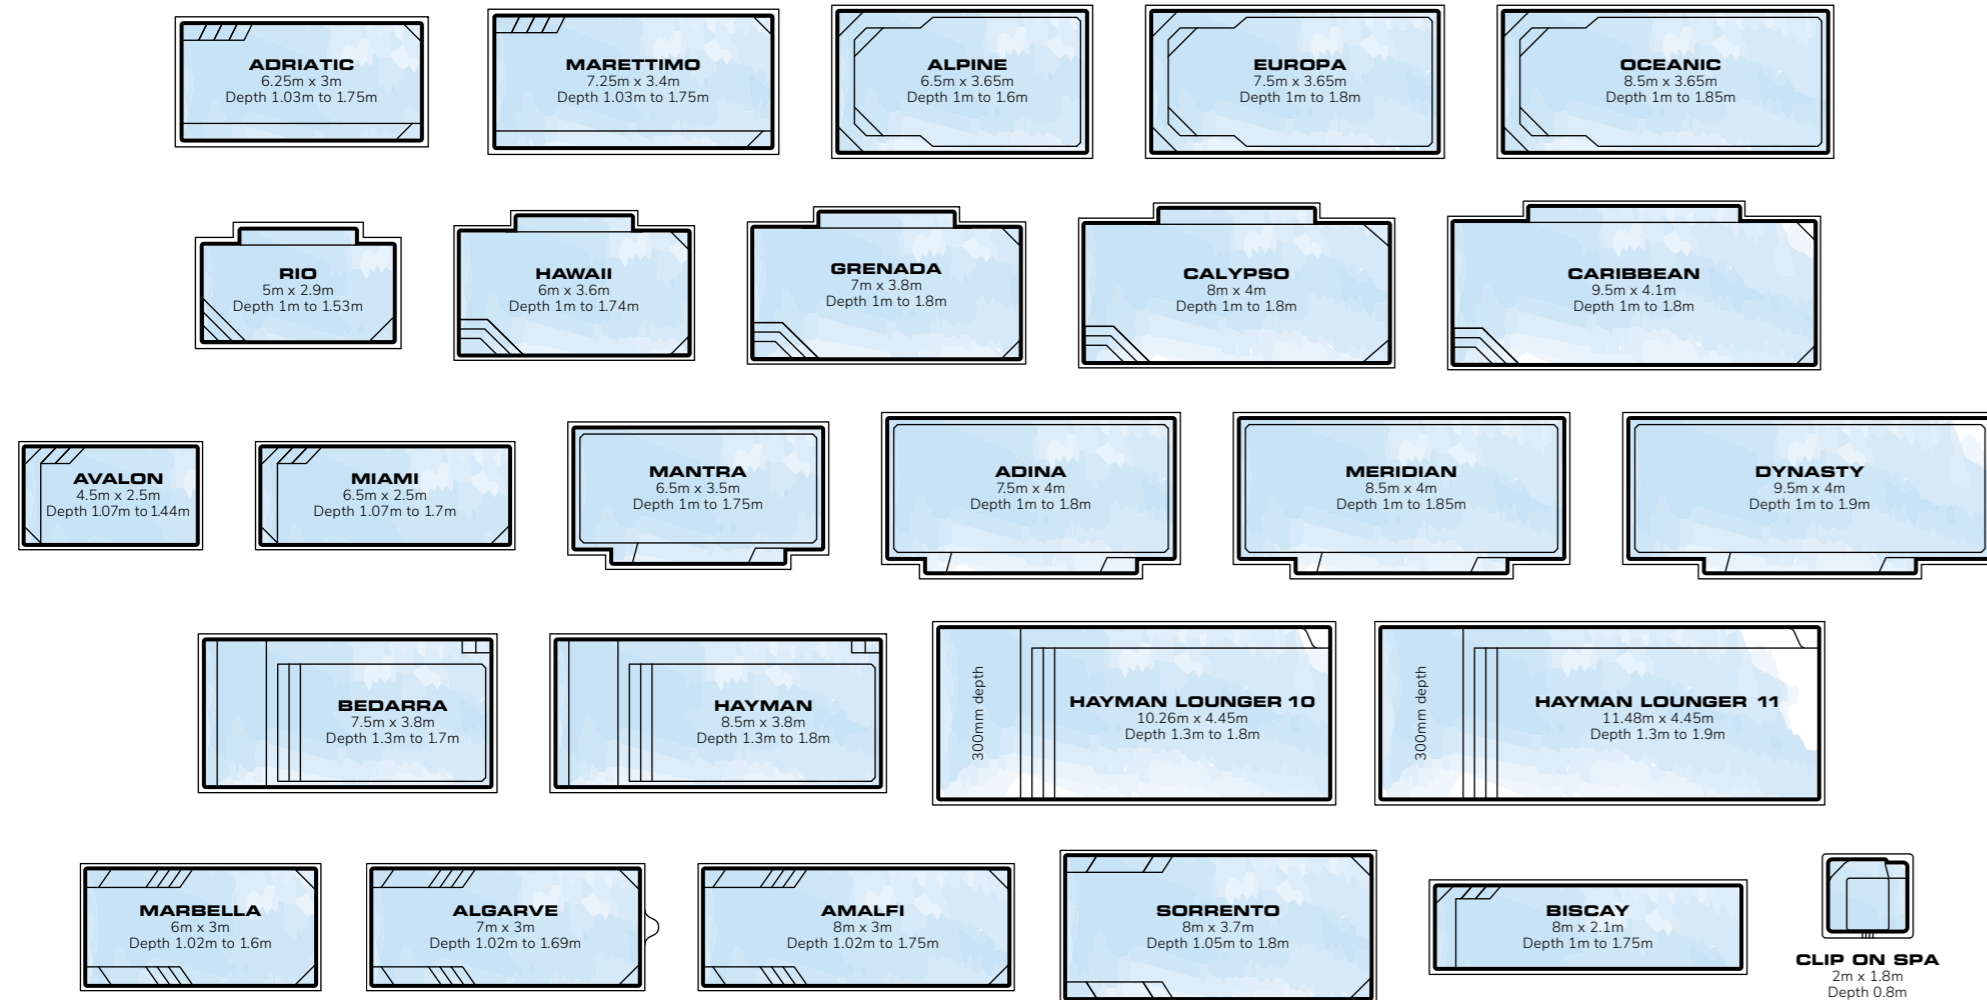 ADRIATIC
6.25m x 3m
Depth 1.03m to 1.75m
MARETTIMO
7.25m x 3.4m
Depth 1.03m to 1.75m
ALPINE
6.5m x 3.65m
Depth 1m to 1.6m
EUROPA
7.5m x 3.65m
Depth 1m to 1.8m
OCEANIC
8.5m x 3.65m
Depth 1m to 1.85m
RIO
5m x 2.9m
Depth 1m to 1.53m
HAWAII
6m x 3.6m
Depth 1m to 1.74m
GRENADA
7m x 3.8m
Depth 1m to 1.8m
CALYPSO
8m x 4m
Depth 1m to 1.8m
CARIBBEAN
9.5m x 4.1m
Depth 1m to 1.8m
AVALON
4.5m x 2.5m
Depth 1.07m to 1.44m
MIAMI
6.5m x 2.5m
Depth 1.07m to 1.7m
MANTRA
6.5m x 3.5m
Depth 1m to 1.75m
ADINA
7.5m x 4m
Depth 1m to 1.8m
MERIDIAN
8.5m x 4m
Depth 1m to 1.85m
DYNASTY
9.5m x 4m
Depth 1m to 1.9m
BEDARRA
7.5m x 3.8m
Depth 1.3m to 1.7m
HAYMAN
8.5m x 3.8m
Depth 1.3m to 1.8m
300mm depth
HAYMAN LOUNGER 10
10.26m x 4.45m
Depth 1.3m to 1.8m
300mm depth
HAYMAN LOUNGER 11
11.48m x 4.45m
Depth 1.3m to 1.9m
MARBELLA
6m x 3m
Depth 1.02m to 1.6m
ALGARVE
7m x 3m
Depth 1.02m to 1.69m
AMALFI
8m x 3m
Depth 1.02m to 1.75m
SORRENTO
8m x 3.7m
Depth 1.05m to 1.8m
BISCAY
8m x 2.1m
Depth 1m to 1.75m
CLIP ON SPA
2m x 1.8m
Depth 0.8m